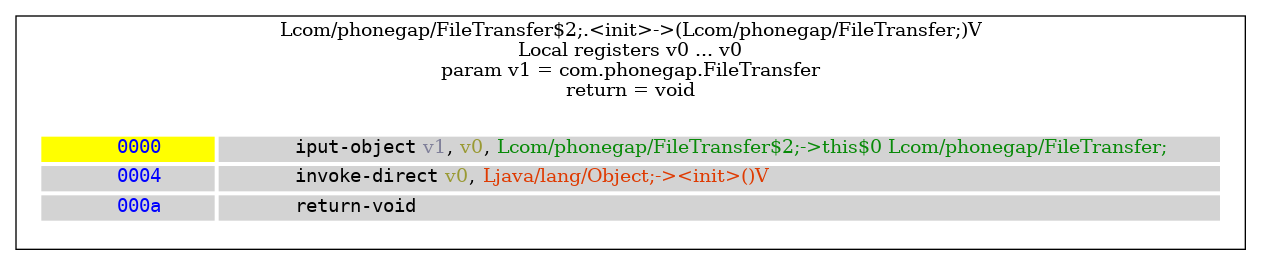 Lcom/phonegap/FileTransfer$2;.<init>->(Lcom/phonegap/FileTransfer;)V
Local registers v0 ... v0
param v1 = com.phonegap.FileTransfer
return = void
0000 iput-object v1, v0, Lcom/phonegap/FileTransfer$2;->this$0 Lcom/phonegap/FileTransfer;
0004 invoke-direct v0, Ljava/lang/Object;-><init>()V
000a return-void